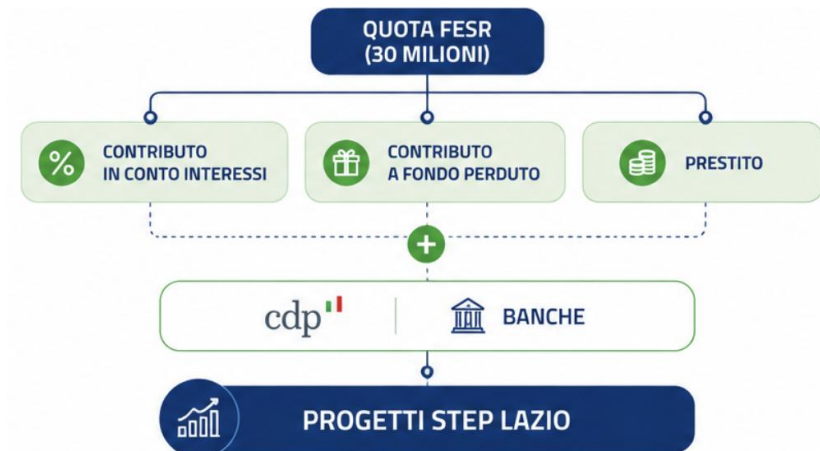 QUOTA FESR
(30 MILIONI)
%
CONTRIBUTO
IN CONTO INTERESSI
CONTRIBUTO
A FONDO PERDUTO
PRESTITO
+
cdp
BANCHE
PROGETTI STEP LAZIO